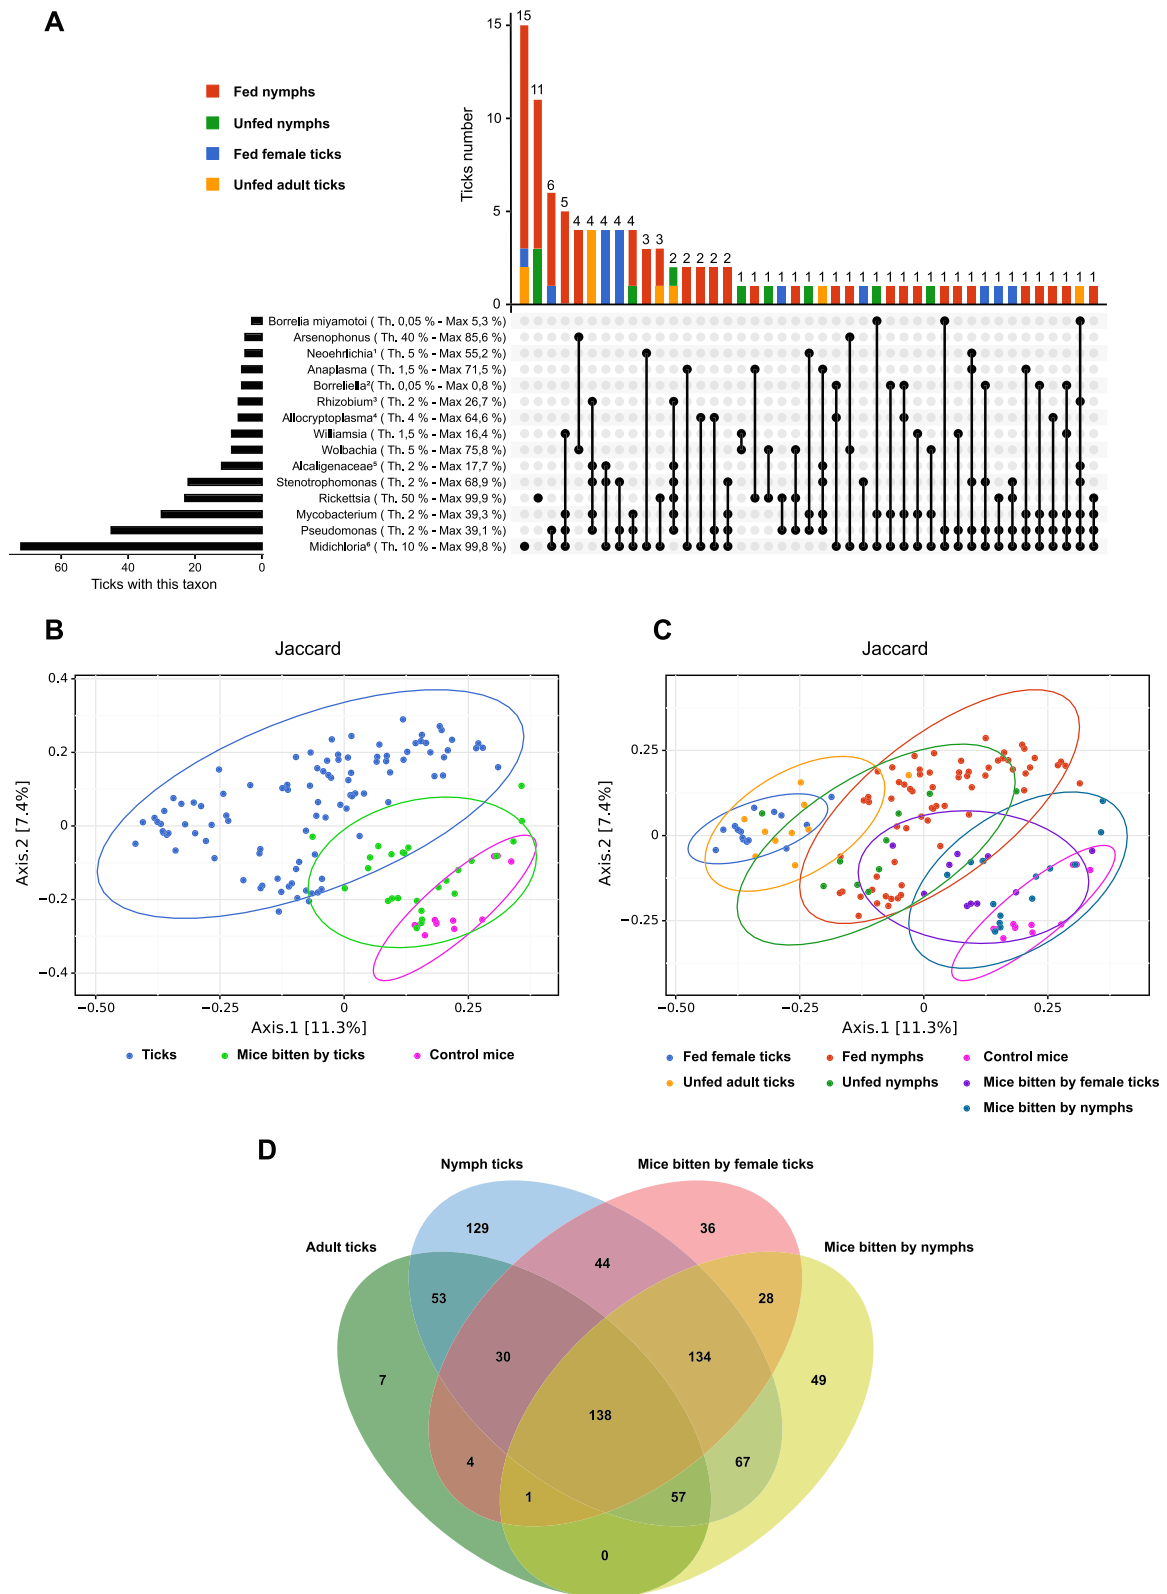 A
Fed nymphs
Unfed nymphs
Fed female ticks
Unfed adult ticks
Ticks number
15
10
5
0
15 11 6 5 4 4 4 4 4 3 3 2 2 2 2 2 1 1 1 1 1 1 1 1 1 1 1 1 1 1 1 1 1 1 1 1 1 1 1 1 1 1 1
Borrelia miyamotoi ( Th. 0,05 % - Max 5,3 %)
Arsenophonus ( Th. 40 % - Max 85,6 %)
Neoehrlichia¹ ( Th. 5 % - Max 55,2 %)
Anaplasma ( Th. 1,5 % - Max 71,5 %)
Borreliella² ( Th. 0,05 % - Max 0,8 %)
Rhizobium³ ( Th. 2 % - Max 26,7 %)
Allocryptoplasma⁴ ( Th. 4 % - Max 64,6 %)
Williamsia ( Th. 1,5 % - Max 16,4 %)
Wolbachia ( Th. 5 % - Max 75,8 %)
Alcaligenaceae⁵ ( Th. 2 % - Max 17,7 %)
Stenotrophomonas ( Th. 2 % - Max 68,9 %)
Rickettsia ( Th. 50 % - Max 99,9 %)
Mycobacterium ( Th. 2 % - Max 39,3 %)
Pseudomonas ( Th. 2 % - Max 39,1 %)
Midichloria⁶ ( Th. 10 % - Max 99,8 %)
60 40 20 0
Ticks with this taxon
B
Jaccard
Axis.2 [7.4%]
0.4
0.2
0
−0.2
−0.4
−0.50 −0.25 0 0.25
Axis.1 [11.3%]
Ticks Mice bitten by ticks Control mice
C
Jaccard
Axis.2 [7.4%]
0.25
0
−0.25
−0.50 −0.25 0 0.25
Axis.1 [11.3%]
Fed female ticks Fed nymphs Control mice
Unfed adult ticks Unfed nymphs Mice bitten by female ticks
Mice bitten by nymphs
D
Nymph ticks Mice bitten by female ticks
Adult ticks Mice bitten by nymphs
129 36
44
53 28
30 134
7 49
138
4 67
1 57
0